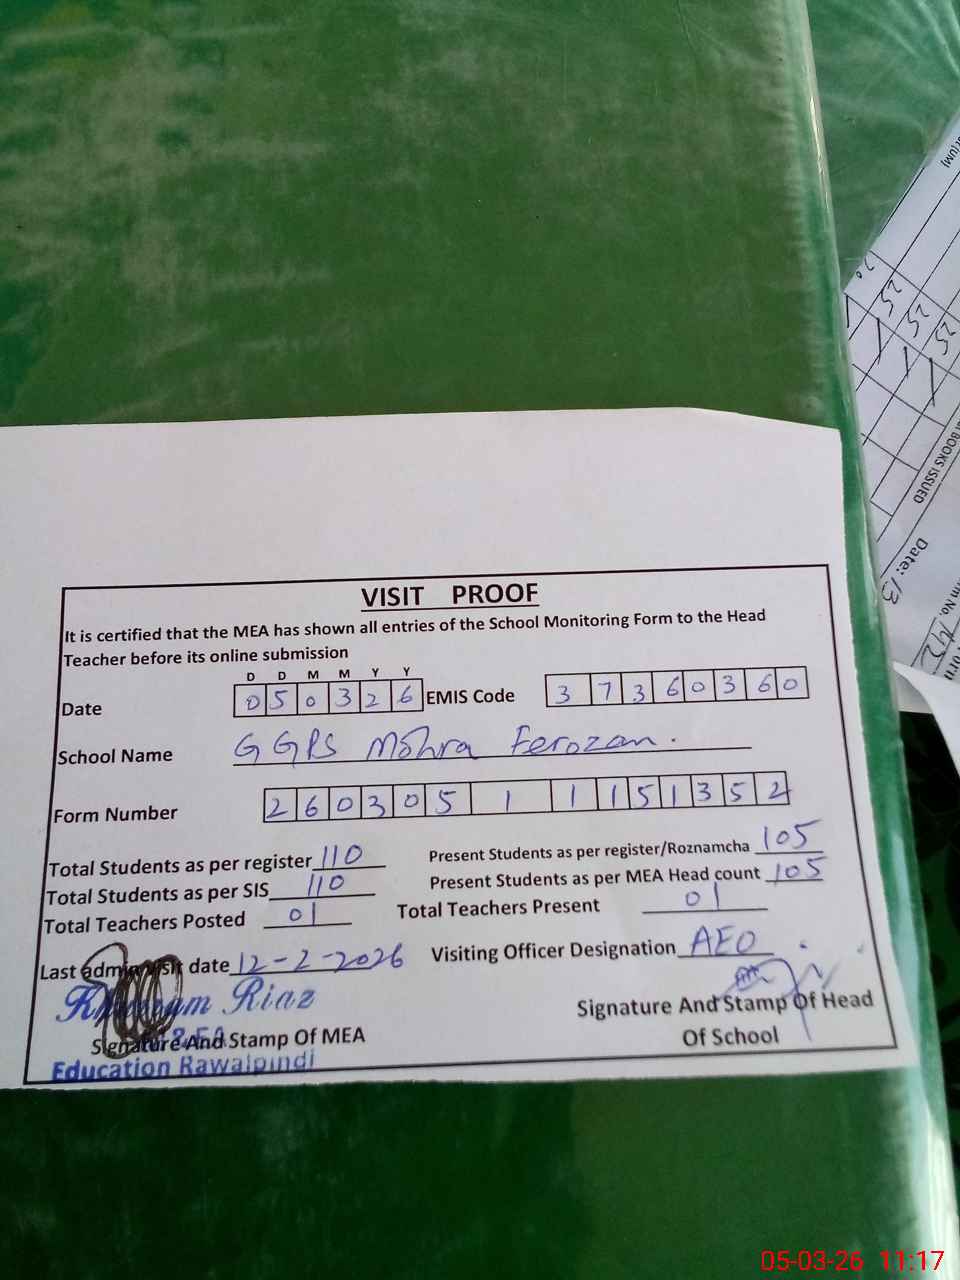 VISIT PROOF
It is certified that the MEA has shown all entries of the School Monitoring Form to the Head
Teacher before its online submission
D D M M Y Y
Date 0 5 0 3 2 6 EMIS Code 3 7 3 6 0 3 6 0
School Name GGPS Mohra Ferozan.
Form Number 2 6 0 3 0 5 1 1 1 5 1 3 5 2
Total Students as per register 110 Present Students as per register/Roznamcha 105
Total Students as per SIS 110 Present Students as per MEA Head count 105
Total Teachers Posted 01 Total Teachers Present 01
Last admin visit date 12-2-2026 Visiting Officer Designation AEO
Khurram Riaz
Signature And Stamp Of MEA
Education Rawalpindi
Signature And Stamp Of Head
Of School
25 25 25
BOOKS ISSUED
Date: 13
05-03-26 11:17